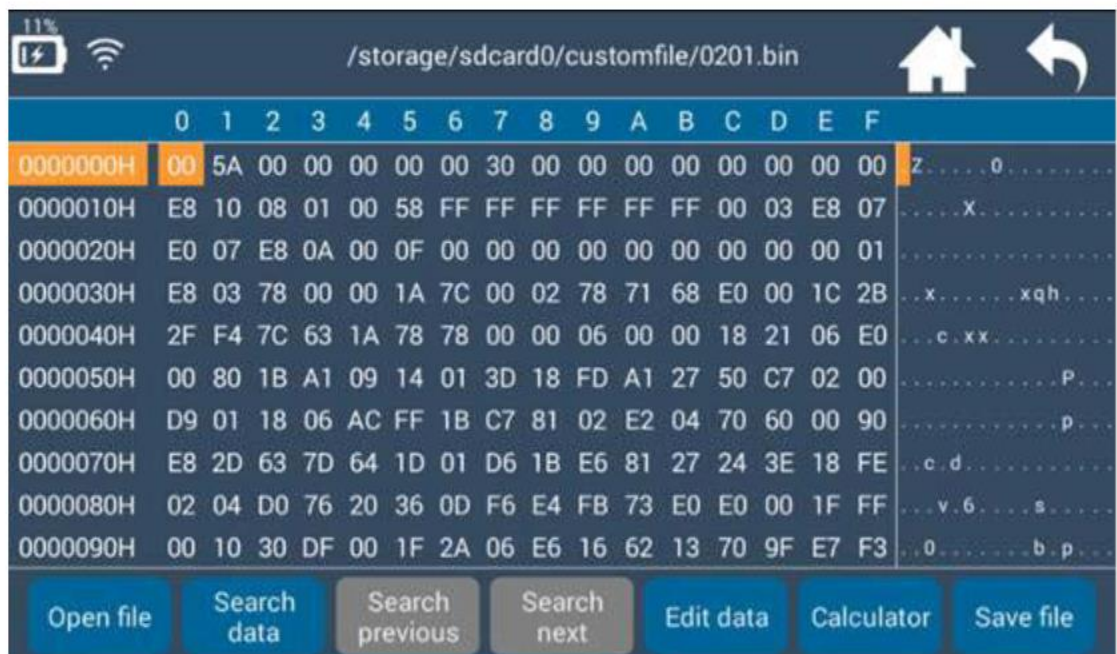 11%
/storage/sdcard0/customfile/0201.bin
0 1 2 3 4 5 6 7 8 9 A B C D E F
0000000H 00 5A 00 00 00 00 00 30 00 00 00 00 00 00 00 00 .Z.....0........
0000010H E8 10 08 01 00 58 FF FF FF FF FF FF 00 03 E8 07 .....X..........
0000020H E0 07 E8 0A 00 0F 00 00 00 00 00 00 00 00 00 01 ................
0000030H E8 03 78 00 00 1A 7C 00 02 78 71 68 E0 00 1C 2B ..x......xqh....
0000040H 2F F4 7C 63 1A 78 78 00 00 06 00 00 18 21 06 E0 ...c.xx.........
0000050H 00 80 1B A1 09 14 01 3D 18 FD A1 27 50 C7 02 00 ............P...
0000060H D9 01 18 06 AC FF 1B C7 81 02 E2 04 70 60 00 90 ............p...
0000070H E8 2D 63 7D 64 1D 01 D6 1B E6 81 27 24 3E 18 FE ..c.d...........
0000080H 02 04 D0 76 20 36 0D F6 E4 FB 73 E0 E0 00 1F FF ...v.6....s.....
0000090H 00 10 30 DF 00 1F 2A 06 E6 16 62 13 70 9F E7 F3 ..0.......b.p...
Open file
Search data
Search previous
Search next
Edit data
Calculator
Save file